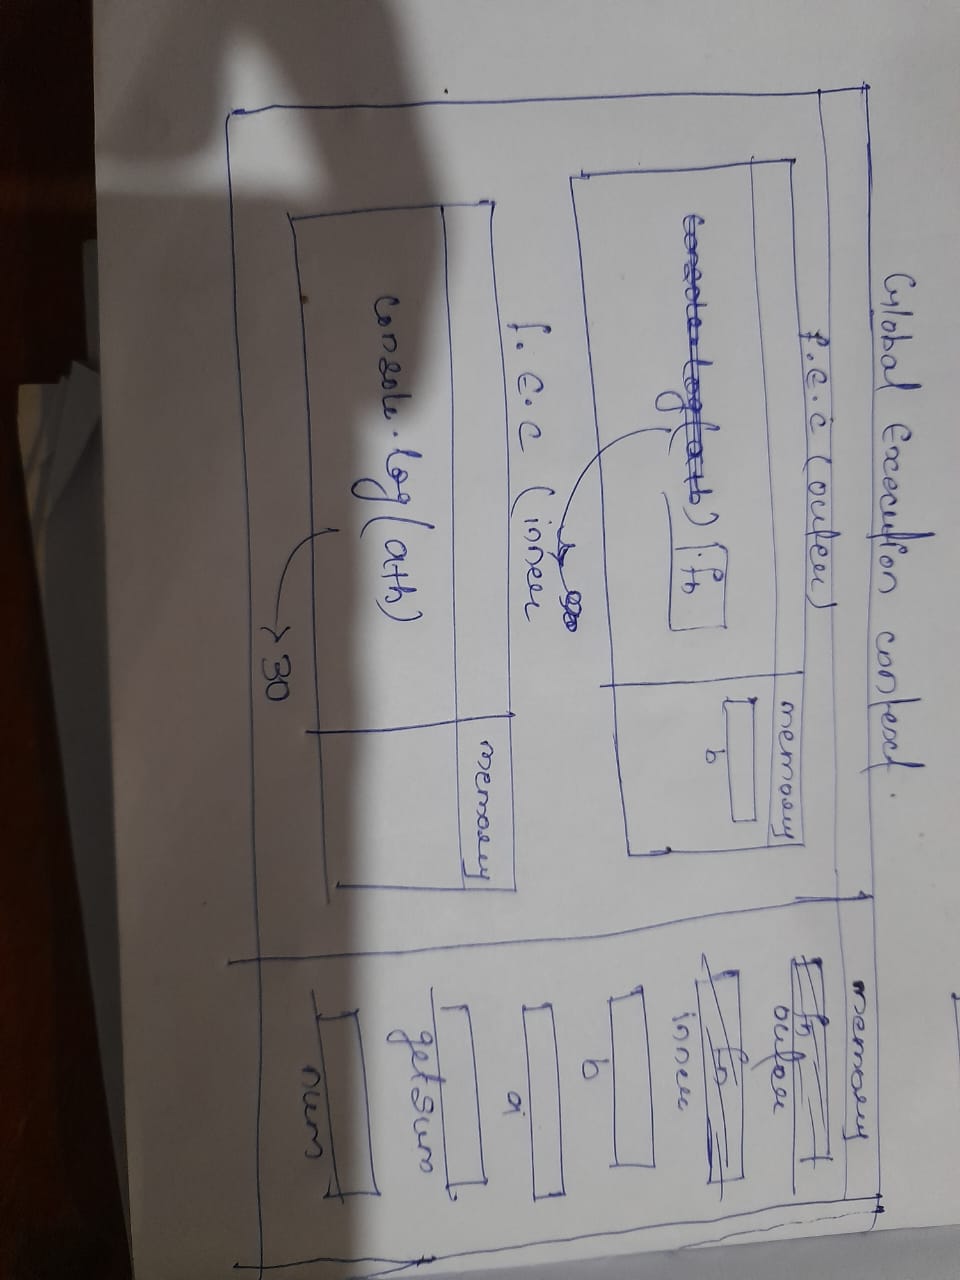 Global Execution context.
memory
f.e.c (outer)
memory
console.log(a+b)
fn
b
f.e.c (inner
memory
console.log(a+b)
30
fn
outer
fn
inner
b
a
getsum
num